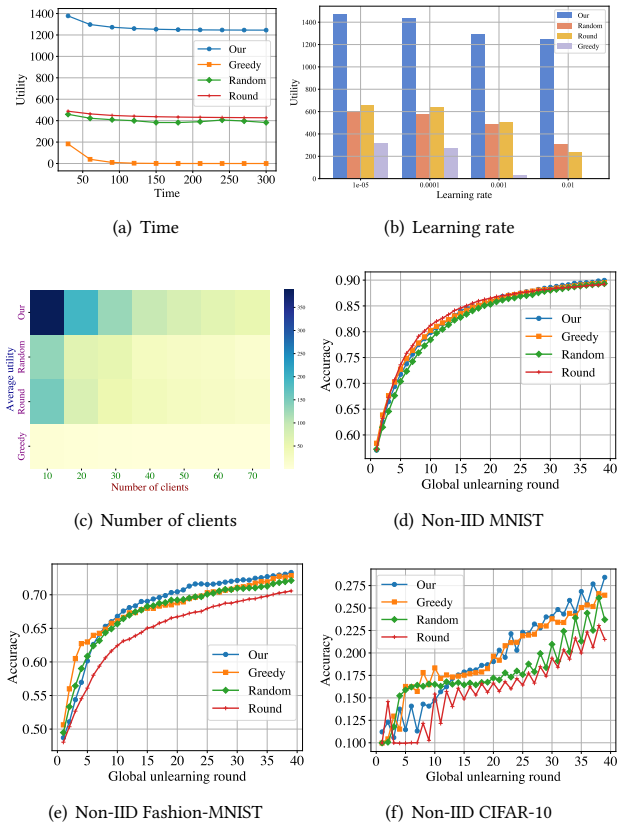 1400
1200
1000
800
600
400
200
0
Utility
Our
Greedy
Random
Round
50
100
150
200
250
300
Time
(a) Time
1400
1200
1000
800
600
400
200
0
Utility
Our
Random
Round
Greedy
1e-05
0.0001
0.001
0.01
Learning rate
(b) Learning rate
Average utility
Our
Random
Round
Greedy
10
20
30
40
50
60
70
Number of clients
350
300
250
200
150
100
50
(c) Number of clients
0.90
0.85
0.80
0.75
0.70
0.65
0.60
Accuracy
Our
Greedy
Random
Round
0
5
10
15
20
25
30
35
40
Global unlearning round
(d) Non-IID MNIST
0.70
0.65
0.60
0.55
0.50
Accuracy
Our
Greedy
Random
Round
0
5
10
15
20
25
30
35
40
Global unlearning round
(e) Non-IID Fashion-MNIST
0.275
0.250
0.225
0.200
0.175
0.150
0.125
0.100
Accuracy
Our
Greedy
Random
Round
0
5
10
15
20
25
30
35
40
Global unlearning round
(f) Non-IID CIFAR-10